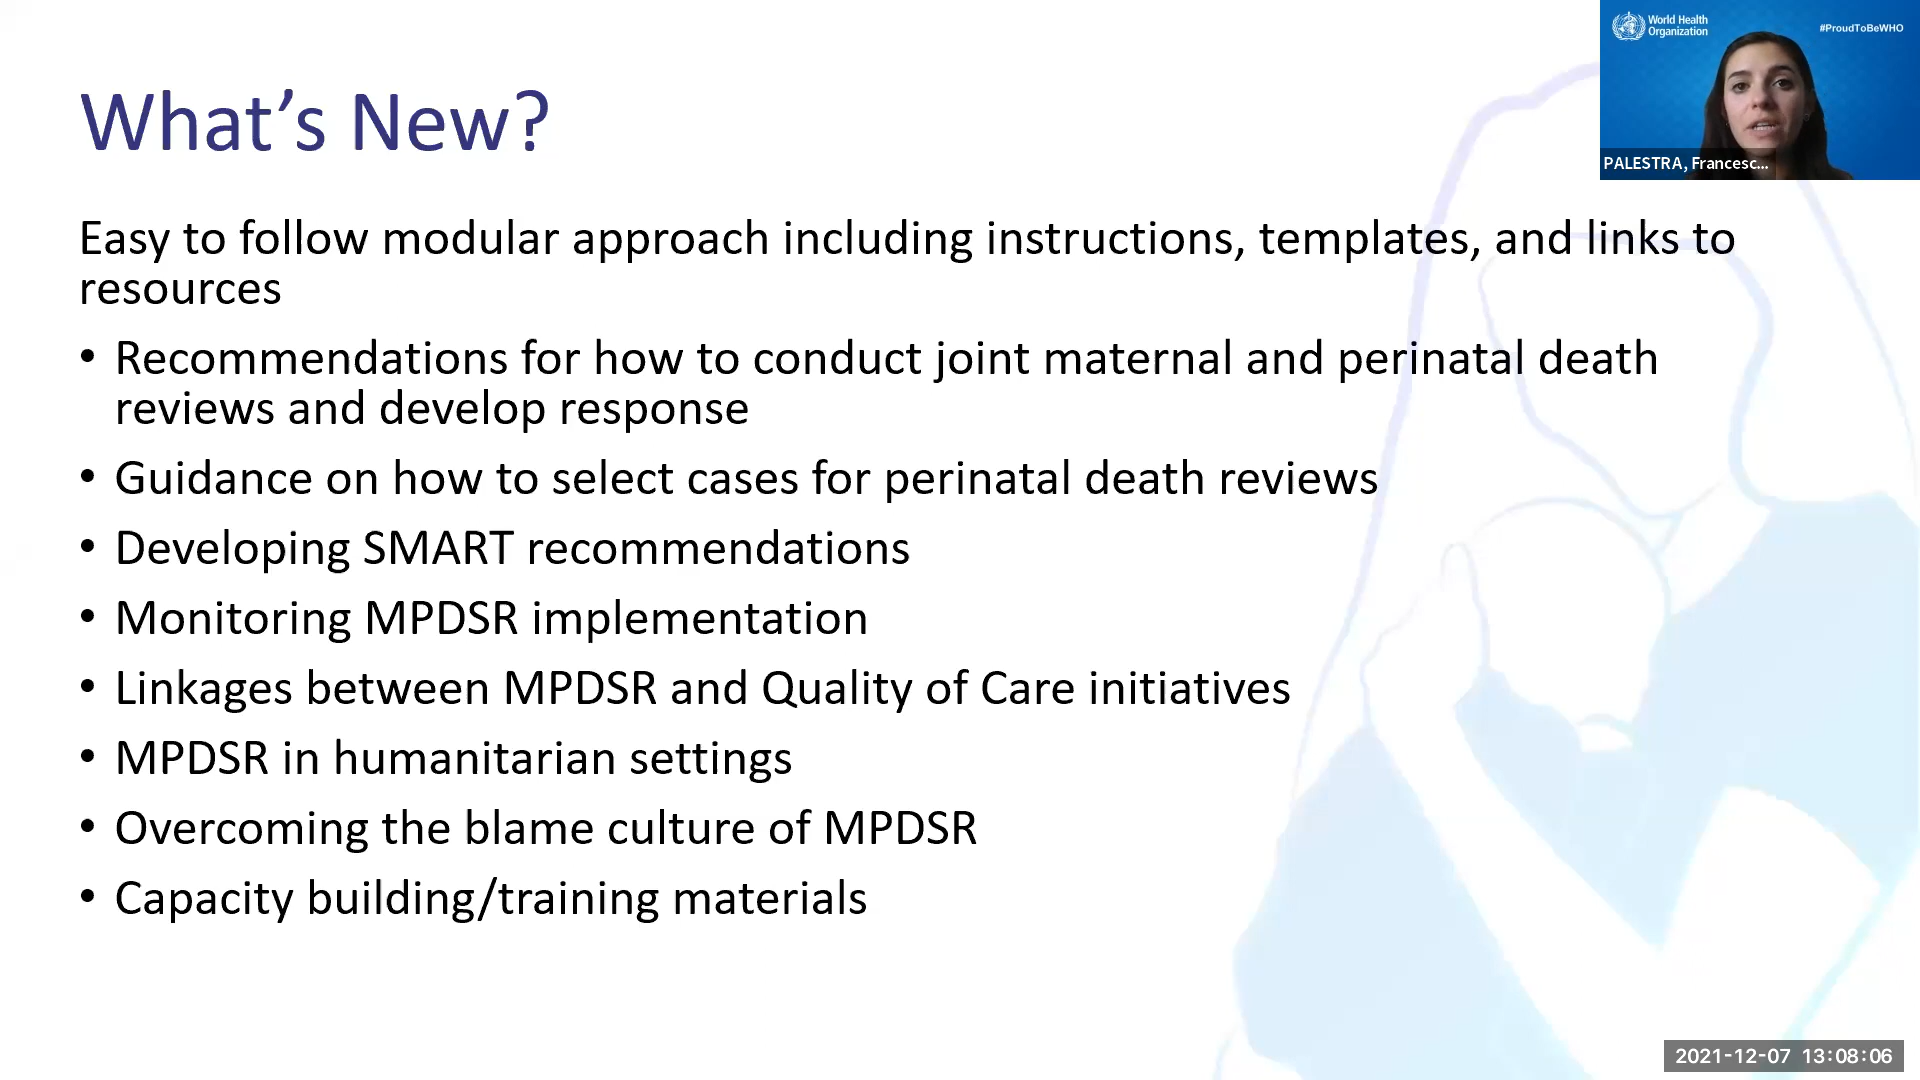 World Health
Organization
#ProudToBeWHO
PALESTRA, Francesc...
What’s New?
Easy to follow modular approach including instructions, templates, and links to
resources
• Recommendations for how to conduct joint maternal and perinatal death
reviews and develop response
• Guidance on how to select cases for perinatal death reviews
• Developing SMART recommendations
• Monitoring MPDSR implementation
• Linkages between MPDSR and Quality of Care initiatives
• MPDSR in humanitarian settings
• Overcoming the blame culture of MPDSR
• Capacity building/training materials
2021-12-07 13:08:06